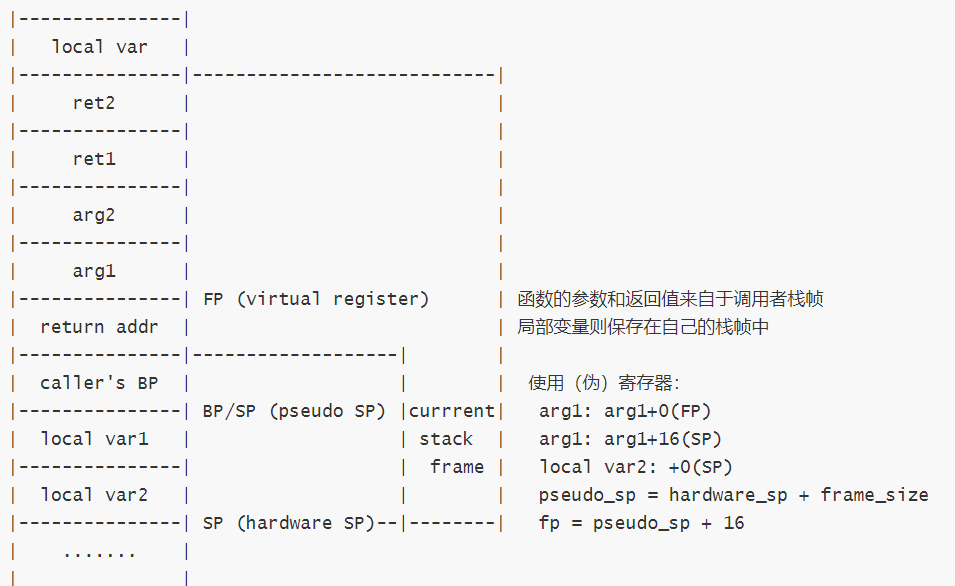 |---------------|
|   local var   |
|---------------|----------------------------|
|     ret2      |                            |
|---------------|                            |
|     ret1      |                            |
|---------------|                            |
|     arg2      |                            |
|---------------|                            |
|     arg1      |                            |
|---------------| FP (virtual register)      | 函数的参数和返回值来自于调用者栈帧
|  return addr  |                            | 局部变量则保存在自己的栈帧中
|---------------|-------------------|        |
|  caller's BP  |                   |        |  使用（伪）寄存器：
|---------------| BP/SP (pseudo SP) |currrent|   arg1: arg1+0(FP)
|  local var1   |                   | stack  |   arg1: arg1+16(SP)
|---------------|                   |  frame |   local var2: +0(SP)
|  local var2   |                   |        |   pseudo_sp = hardware_sp + frame_size
|---------------| SP (hardware SP)--|--------|   fp = pseudo_sp + 16
|    .......    |
|               |